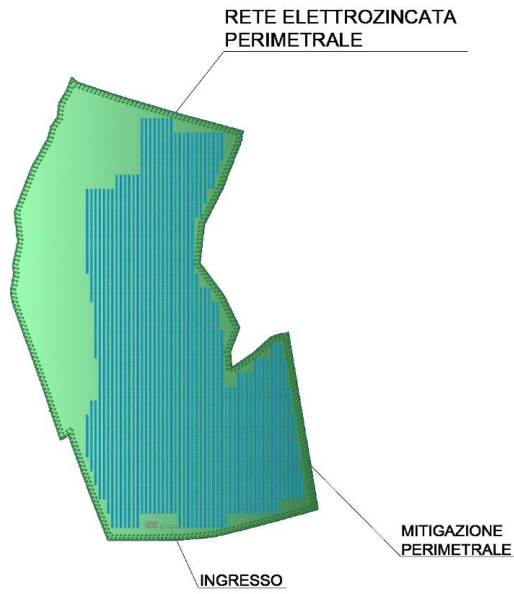 RETE ELETTROZINCATA
PERIMETRALE
MITIGAZIONE
PERIMETRALE
INGRESSO